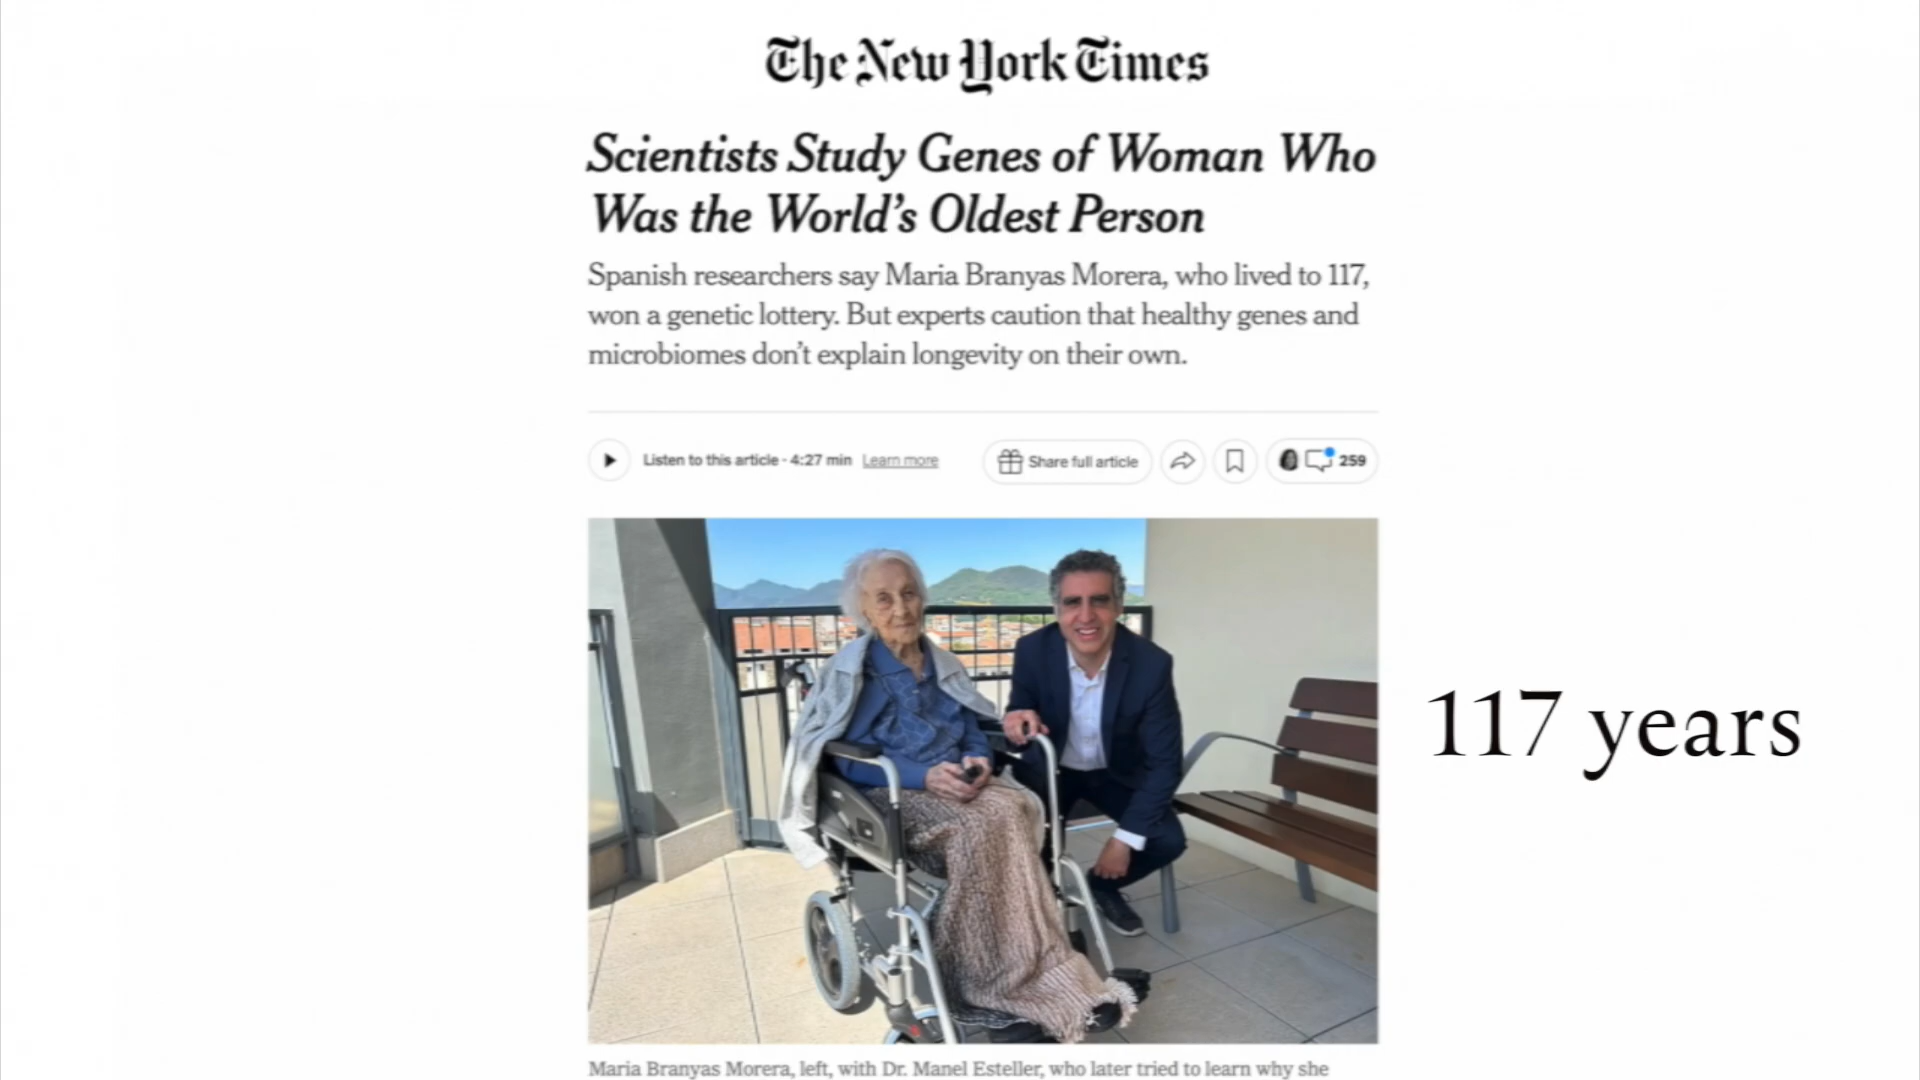 The New York Times
Scientists Study Genes of Woman Who
Was the World’s Oldest Person
Spanish researchers say Maria Branyas Morera, who lived to 117,
won a genetic lottery. But experts caution that healthy genes and
microbiomes don’t explain longevity on their own.
Listen to this article · 4:27 min Learn more
Share full article
259
117 years
Maria Branyas Morera, left, with Dr. Manel Esteller, who later tried to learn why she